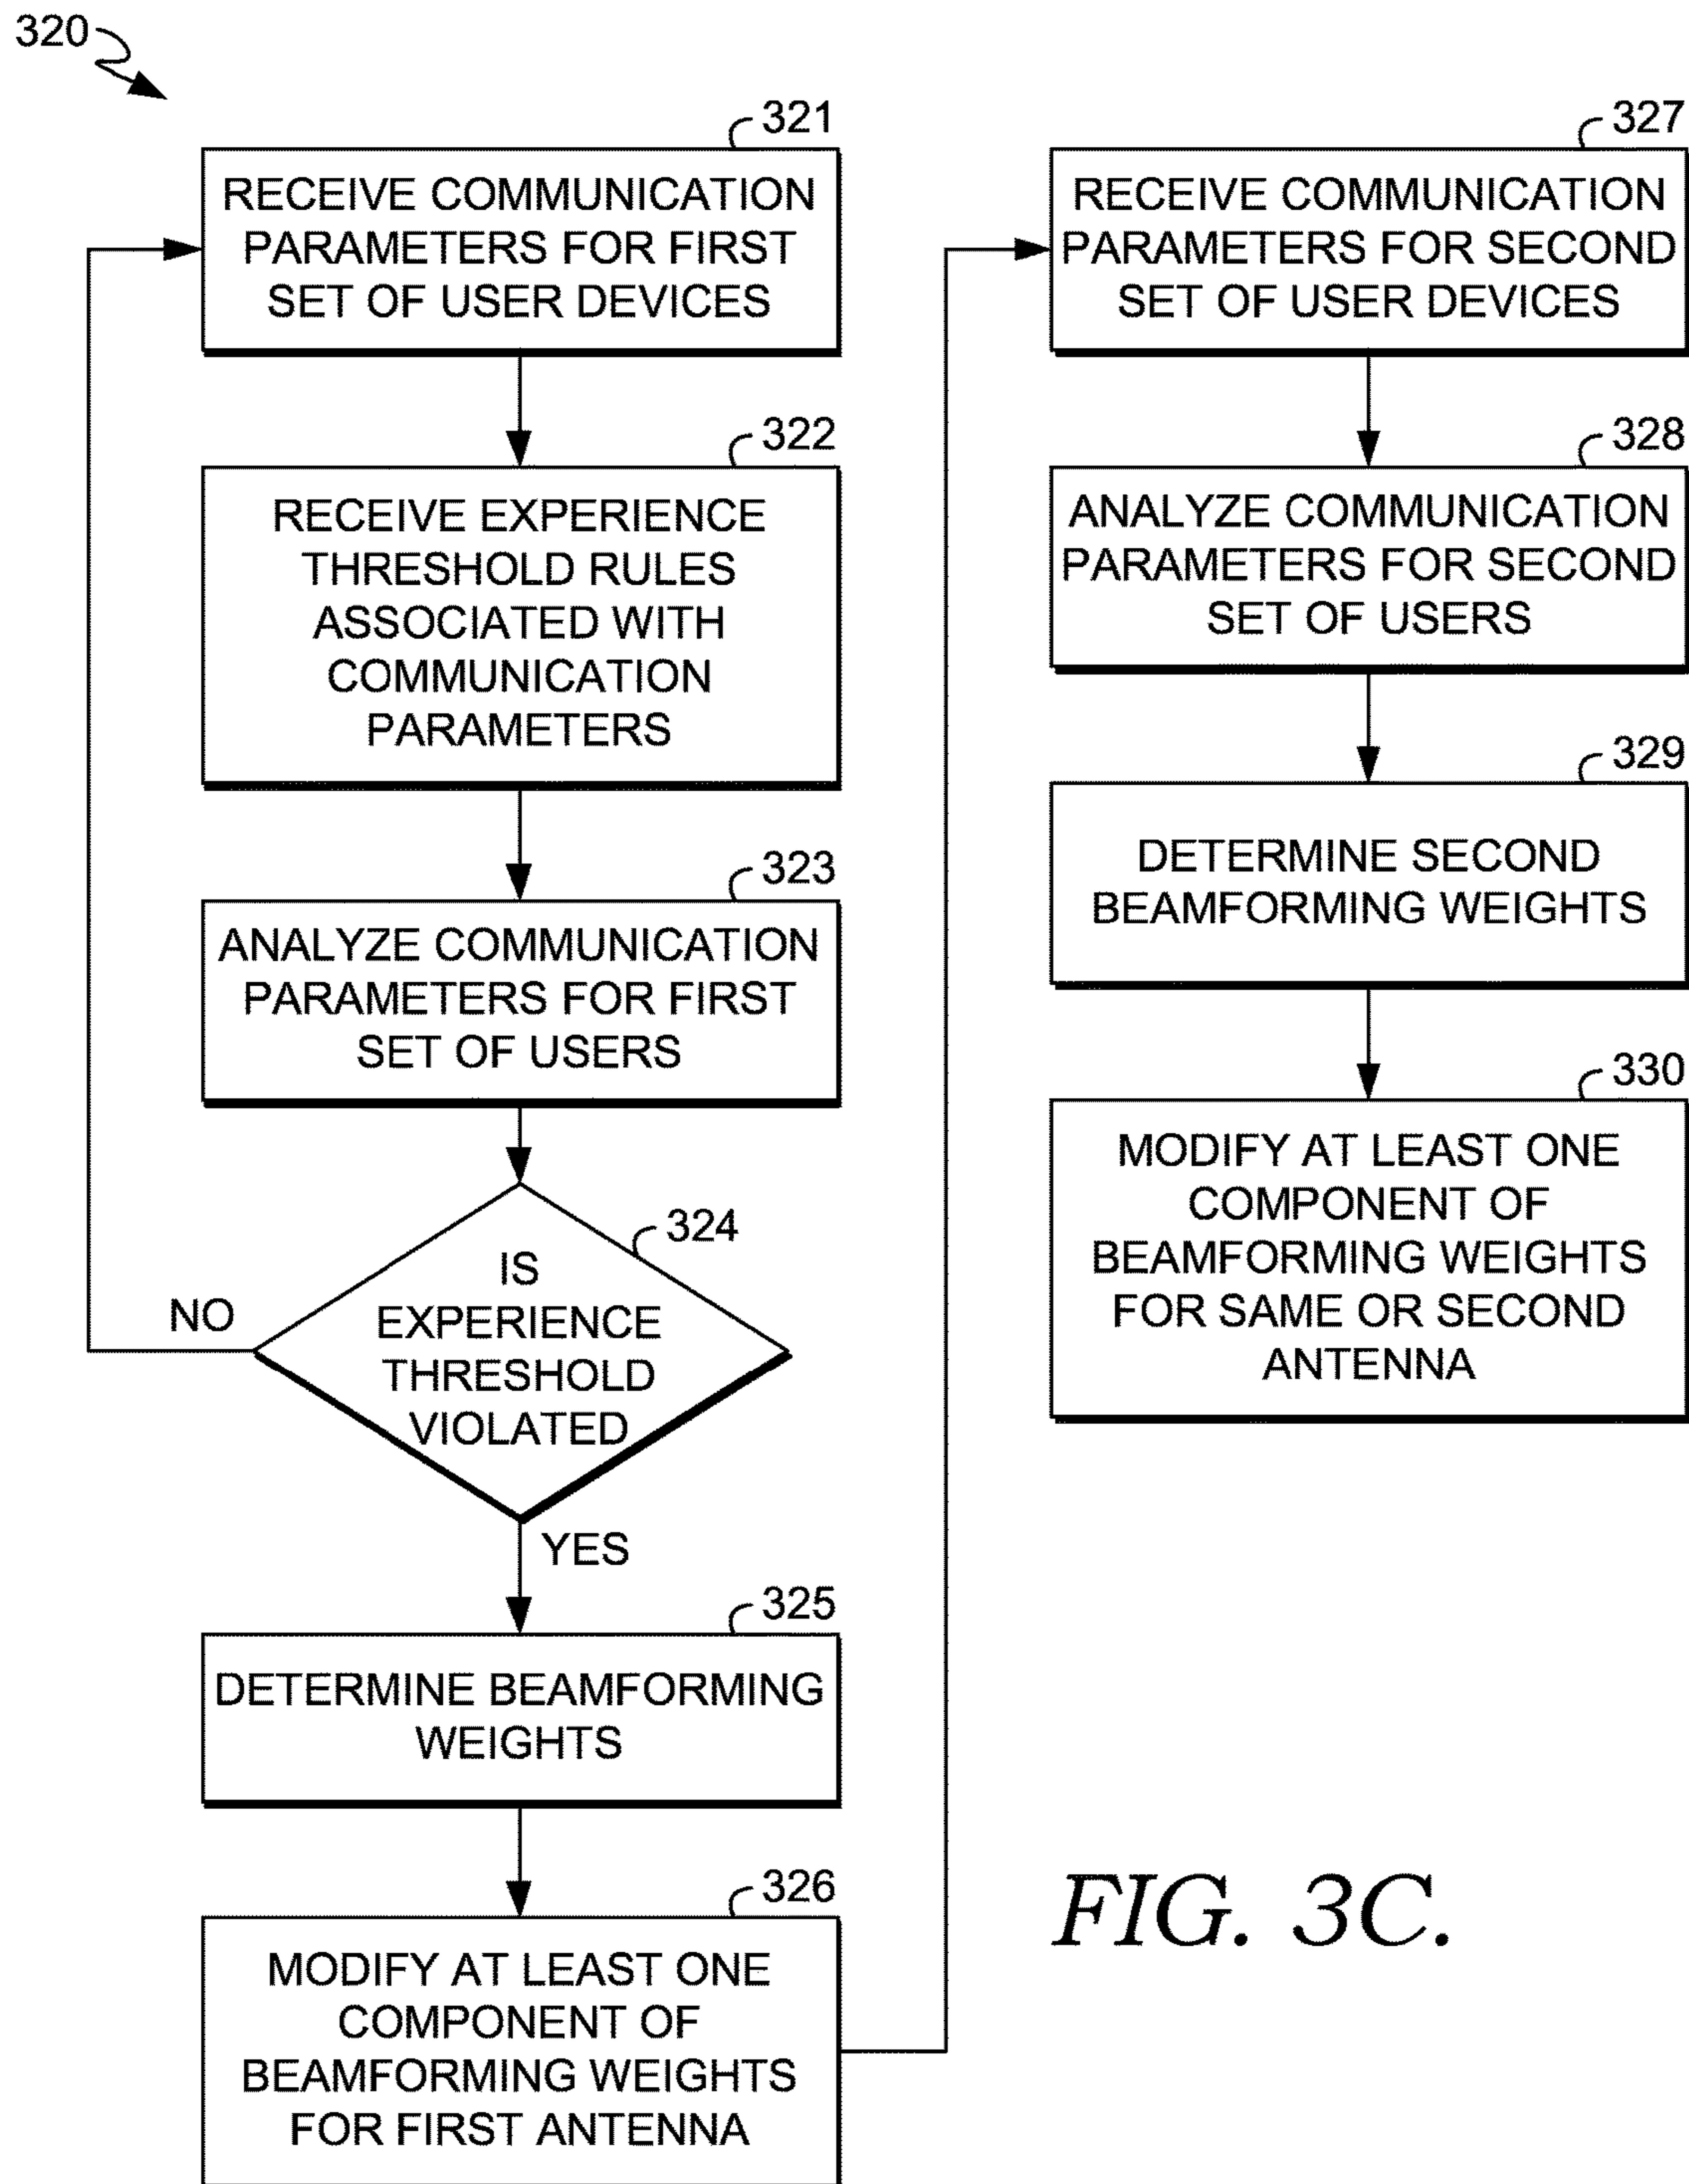 320
321
RECEIVE COMMUNICATION
PARAMETERS FOR FIRST
SET OF USER DEVICES
322
RECEIVE EXPERIENCE
THRESHOLD RULES
ASSOCIATED WITH
COMMUNICATION
PARAMETERS
323
ANALYZE COMMUNICATION
PARAMETERS FOR FIRST
SET OF USERS
324
IS
EXPERIENCE
THRESHOLD
VIOLATED
NO
YES
325
DETERMINE BEAMFORMING
WEIGHTS
326
MODIFY AT LEAST ONE
COMPONENT OF
BEAMFORMING WEIGHTS
FOR FIRST ANTENNA
327
RECEIVE COMMUNICATION
PARAMETERS FOR SECOND
SET OF USER DEVICES
328
ANALYZE COMMUNICATION
PARAMETERS FOR SECOND
SET OF USERS
329
DETERMINE SECOND
BEAMFORMING WEIGHTS
330
MODIFY AT LEAST ONE
COMPONENT OF
BEAMFORMING WEIGHTS
FOR SAME OR SECOND
ANTENNA
FIG. 3C.